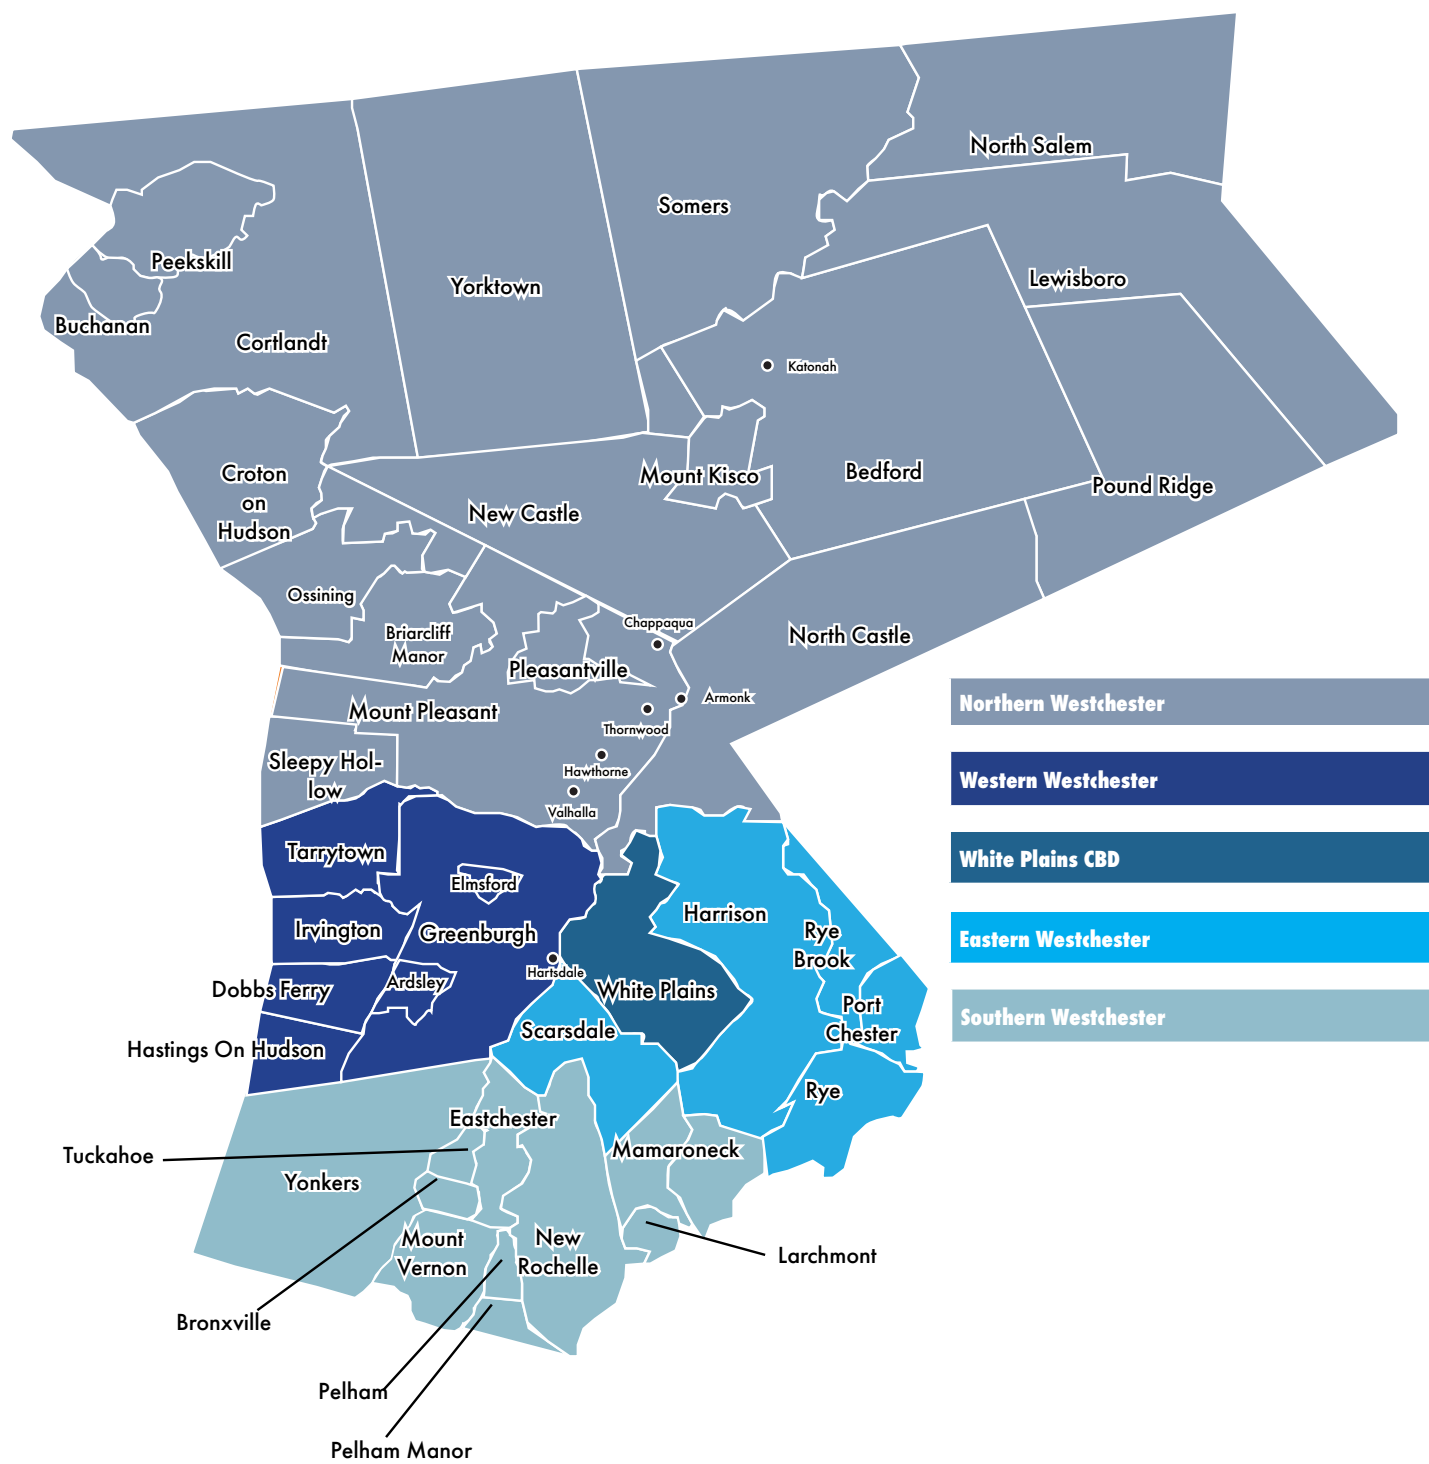 North Salem
Somers
Peekskill
Lewisboro
Yorktown
Buchanan
Cortlandt
Katonah
Croton
on
Hudson
Mount Kisco
Bedford
Pound Ridge
New Castle
Ossining
Chappaqua
Briarcliff
Manor
North Castle
Pleasantville
Armonk
Mount Pleasant
Thornwood
Sleepy Hol-
low
Hawthorne
Valhalla
Northern Westchester
Western Westchester
White Plains CBD
Eastern Westchester
Southern Westchester
Tarrytown
Elmsford
Harrison
Irvington
Greenburgh
Rye
Brook
Hartsdale
Dobbs Ferry
Ardsley
White Plains
Port
Chester
Scarsdale
Hastings On Hudson
Rye
Eastchester
Tuckahoe
Mamaroneck
Yonkers
Mount
Vernon
New
Rochelle
Larchmont
Bronxville
Pelham
Pelham Manor